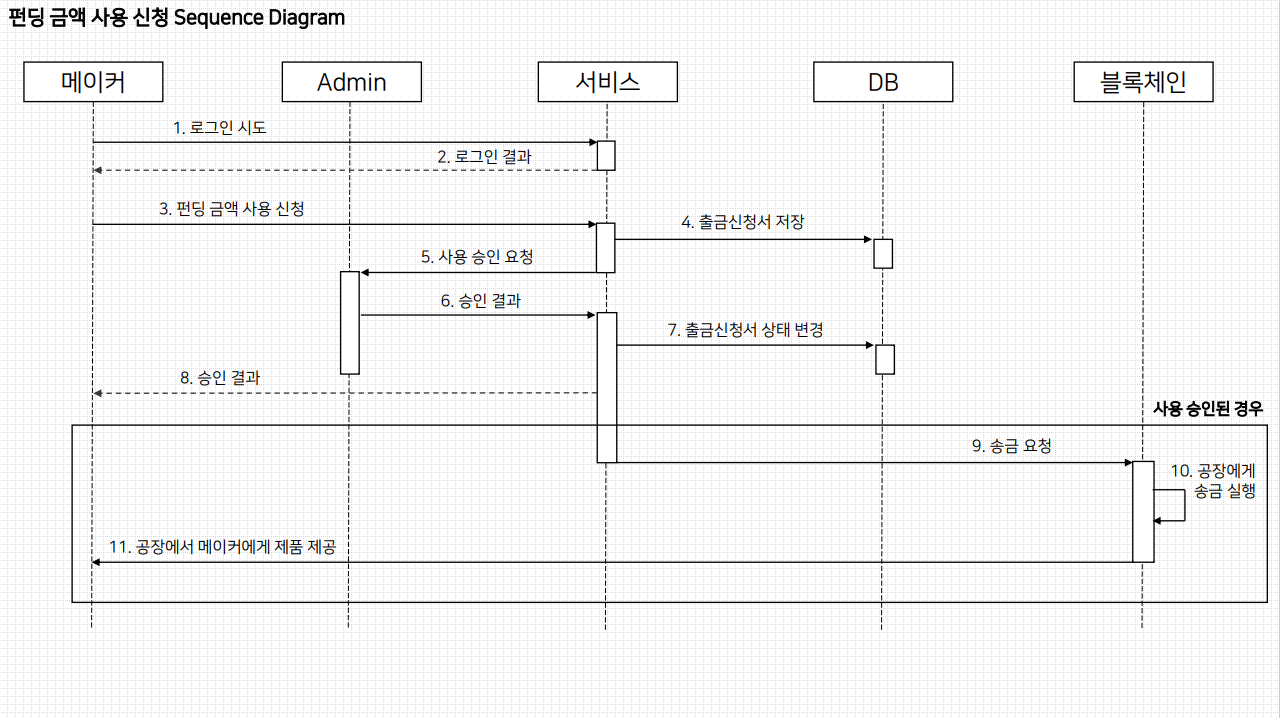 펀딩 금액 사용 신청 Sequence Diagram
메이커
Admin
서비스
DB
블록체인
1. 로그인 시도
2. 로그인 결과
3. 펀딩 금액 사용 신청
4. 출금신청서 저장
5. 사용 승인 요청
6. 승인 결과
7. 출금신청서 상태 변경
8. 승인 결과
사용 승인된 경우
9. 송금 요청
10. 공장에게
송금 실행
11. 공장에서 메이커에게 제품 제공